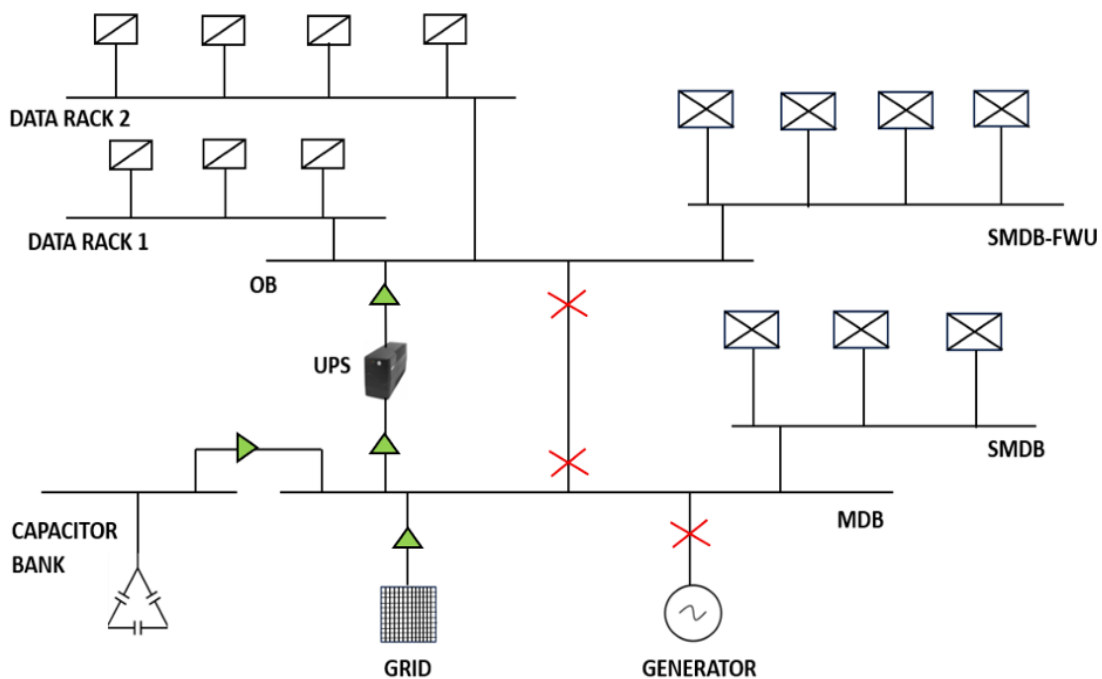 DATA RACK 2
DATA RACK 1
SMDB-FWU
OB
UPS
SMDB
CAPACITOR
BANK
MDB
GRID
GENERATOR